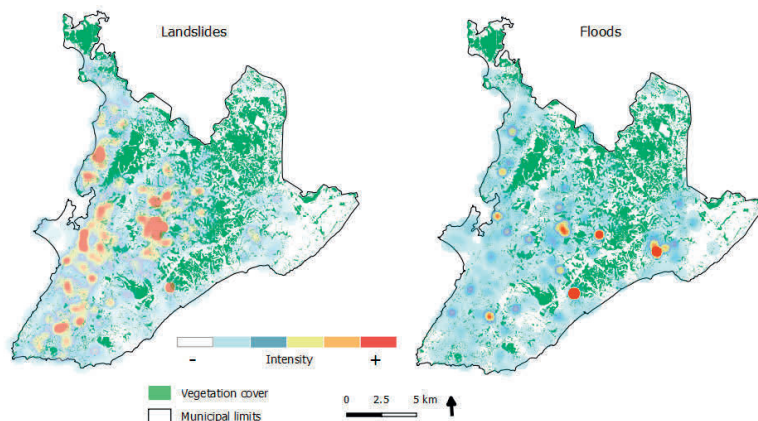 Landslides
Floods
- Intensity +
Vegetation cover
Municipal limits
0 2.5 5 km